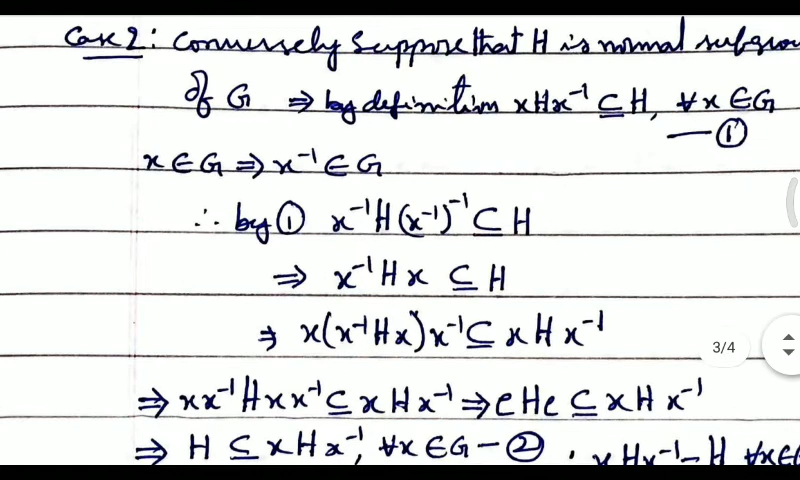 Case 2: Conversely Suppose that H is normal subgrou
of G ⇒ by definition xHx⁻¹ ⊆ H, ∀x ∈ G
—①
x ∈ G ⇒ x⁻¹ ∈ G
∴ by ① x⁻¹H(x⁻¹)⁻¹ ⊆ H
⇒ x⁻¹Hx ⊆ H
⇒ x(x⁻¹Hx)x⁻¹ ⊆ xHx⁻¹
3/4
⇒ xx⁻¹Hxx⁻¹ ⊆ xHx⁻¹ ⇒ eHe ⊆ xHx⁻¹
⇒ H ⊆ xHx⁻¹, ∀x ∈ G — ② ∴ xHx⁻¹ = H ∀x∈G